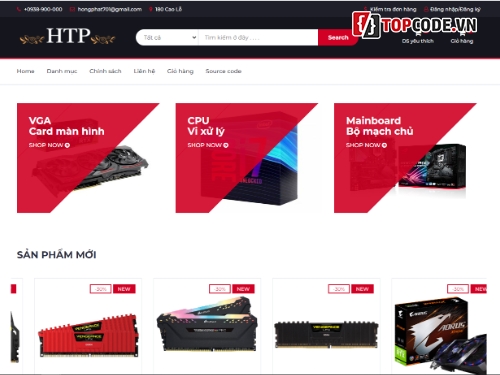 +0938-900-000 hongphat701@gmail.com 180 Cao Lỗ Kiểm tra đơn hàng Đăng nhập/Đăng ký
TOPCODE.VN
HTP
Tất cả Tìm kiếm ở đây . . . . Search
DS yêu thích Giỏ hàng
Home Danh mục Chính sách Liên hệ Giỏ hàng Source code
VGA
Card màn hình
SHOP NOW
CPU
Vi xử lý
SHOP NOW
Mainboard
Bộ mạch chủ
SHOP NOW
UNLOCKED
SẢN PHẨM MỚI
-30% NEW
-30% NEW
-30% NEW
VENGEANCE
VENGEANCE
AORUS